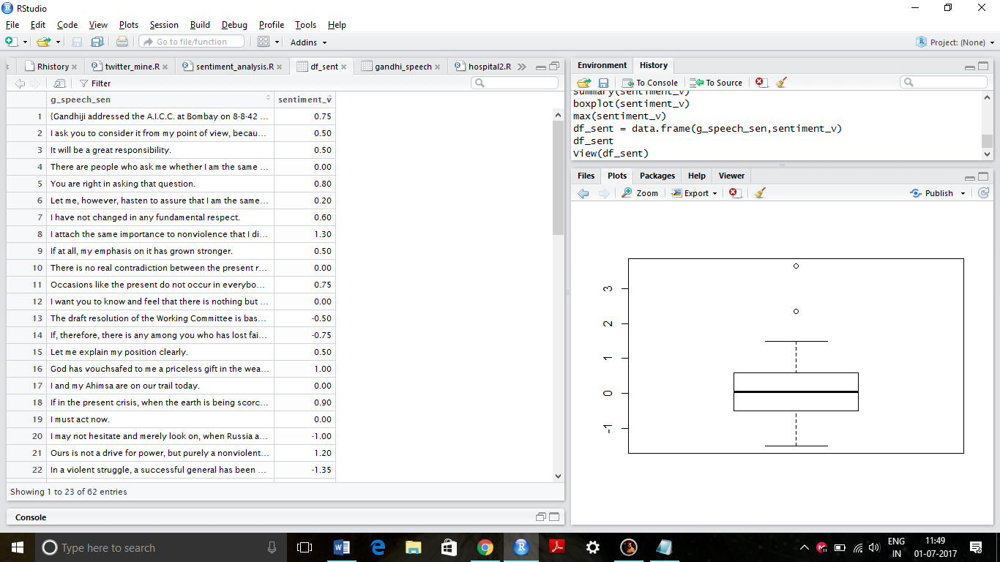 RStudio
File Edit Code View Plots Session Build Debug Profile Tools Help
Go to file/function Addins Project: (None)
Rhistory twitter_mine.R sentiment_analysis.R df_sent gandhi_speech hospital2.R
Filter
g_speech_sen sentiment_v
1 {Gandhiji addressed the A.I.C.C. at Bombay on 8-8-42 ... 0.75
2 I ask you to consider it from my point of view, becau... 0.50
3 It will be a great responsibility. 0.50
4 There are people who ask me whether I am the same ... 0.00
5 You are right in asking that question. 0.80
6 Let me, however, hasten to assure that I am the same... 0.20
7 I have not changed in any fundamental respect. 0.60
8 I attach the same importance to nonviolence that I di... 1.30
9 If at all, my emphasis on it has grown stronger. 0.50
10 There is no real contradiction between the present r... 0.00
11 Occasions like the present do not occur in everybo... 0.75
12 I want you to know and feel that there is nothing but ... 0.00
13 The draft resolution of the Working Committee is bas... -0.50
14 If, therefore, there is any among you who has lost fai... -0.75
15 Let me explain my position clearly. 0.50
16 God has vouchsafed to me a priceless gift in the wea... 1.00
17 I and my Ahimsa are on our trail today. 0.00
18 If in the present crisis, when the earth is being scorc... 0.90
19 I must act now. 0.00
20 I may not hesitate and merely look on, when Russia a... -1.00
21 Ours is not a drive for power, but purely a nonviolent... 1.20
22 In a violent struggle, a successful general has been ... -1.35
Showing 1 to 23 of 62 entries
Console
Environment History
To Console To Source
summary(sentiment_v)
boxplot(sentiment_v)
max(sentiment_v)
df_sent = data.frame(g_speech_sen,sentiment_v)
df_sent
View(df_sent)
Files Plots Packages Help Viewer
Zoom Export Publish
3
2
1
0
-1
Type here to search
ENG 11:49
IN 01-07-2017